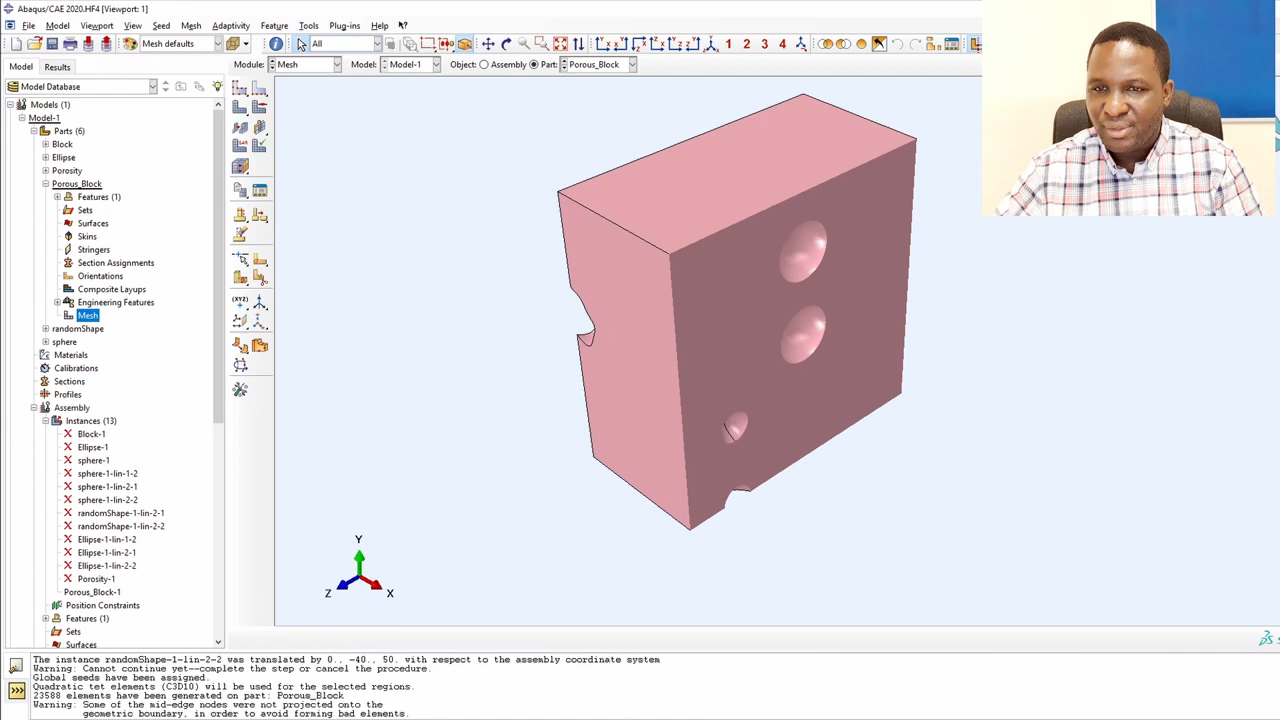 Abaqus/CAE 2020.HF4 [Viewport: 1]
File Model Viewport View Seed Mesh Adaptivity Feature Tools Plug-ins Help
Mesh defaults All 1 2 3 4
Model Results Module: Mesh Model: Model-1 Object: Assembly Part: Porous_Block
Model Database
Models (1)
Model-1
Parts (6)
Block
Ellipse
Porosity
Porous_Block
Features (1)
Sets
Surfaces
Skins
Stringers
Section Assignments
Orientations
Composite Layups
Engineering Features
Mesh
randomShape
sphere
Materials
Calibrations
Sections
Profiles
Assembly
Instances (13)
Block-1
Ellipse-1
sphere-1
sphere-1-lin-1-2
sphere-1-lin-2-1
sphere-1-lin-2-2
randomShape-1-lin-2-1
randomShape-1-lin-2-2
Ellipse-1-lin-1-2
Ellipse-1-lin-2-1
Ellipse-1-lin-2-2
Porosity-1
Porous_Block-1
Position Constraints
Features (1)
Sets
Surfaces
(XYZ)
Y
Z X
The instance randomShape-1-lin-2-2 was translated by 0., -40., 50. with respect to the assembly coordinate system
Warning: Cannot continue yet--complete the step or cancel the procedure.
Global seeds have been assigned.
Quadratic tet elements (C3D10) will be used for the selected regions.
23588 elements have been generated on part: Porous_Block
Warning: Some of the mid-edge nodes were not projected onto the
geometric boundary, in order to avoid forming bad elements.